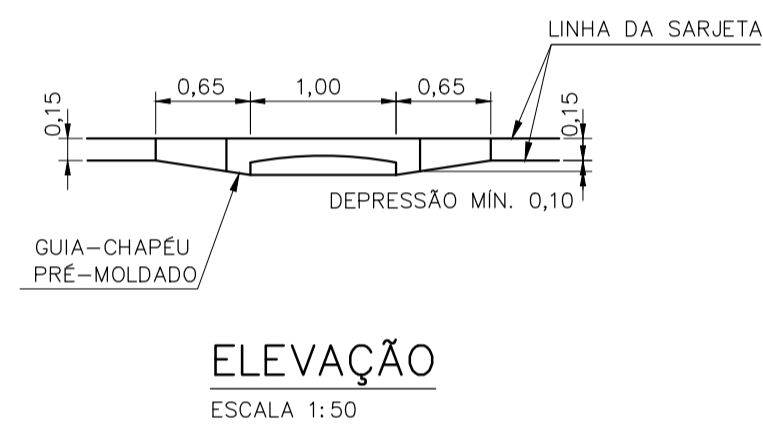 LINHA DA SARJETA
0,65
1,00
0,65
0,15
0,15
DEPRESSÃO MÍN. 0,10
GUIA-CHAPÉU
PRÉ-MOLDADO
ELEVAÇÃO
ESCALA 1:50